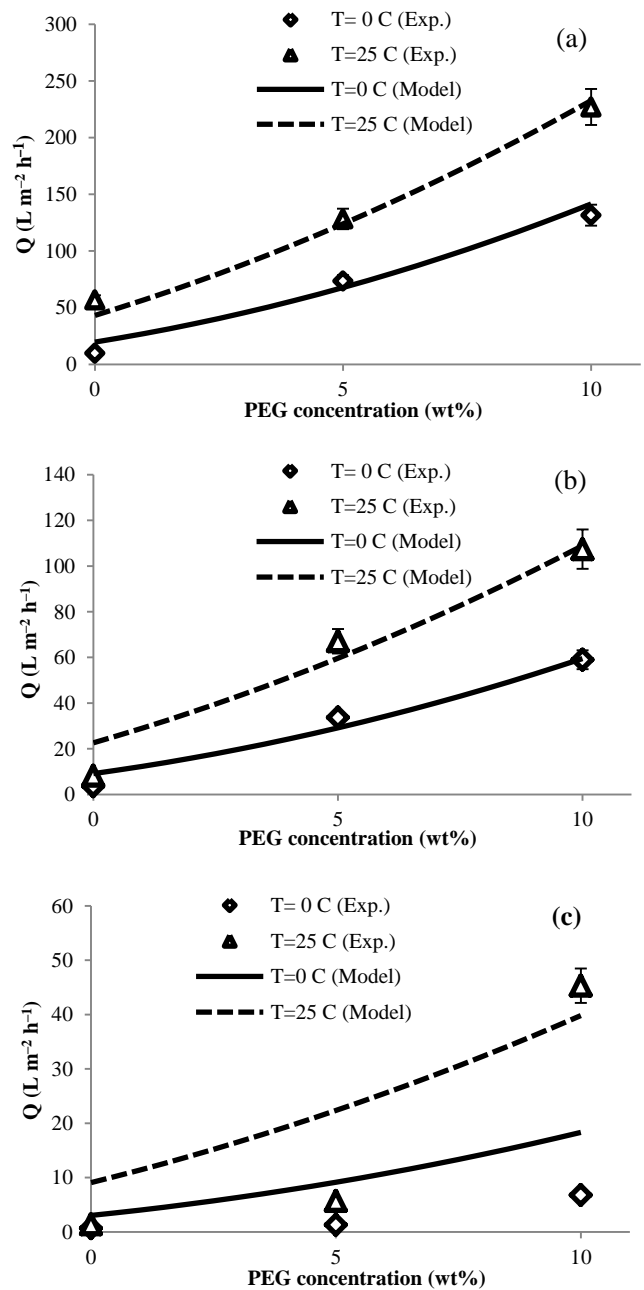 T= 0 C (Exp.)
T=25 C (Exp.)
T=0 C (Model)
T=25 C (Model)
(a)
Q (L m⁻² h⁻¹)
300
250
200
150
100
50
0
0 5 10
PEG concentration (wt%)
T= 0 C (Exp.)
T=25 C (Exp.)
T=0 C (Model)
T=25 C (Model)
(b)
Q (L m⁻² h⁻¹)
140
120
100
80
60
40
20
0
0 5 10
PEG concentration (wt%)
T= 0 C (Exp.)
T=25 C (Exp.)
T=0 C (Model)
T=25 C (Model)
(c)
Q (L m⁻² h⁻¹)
60
50
40
30
20
10
0
0 5 10
PEG concentration (wt%)